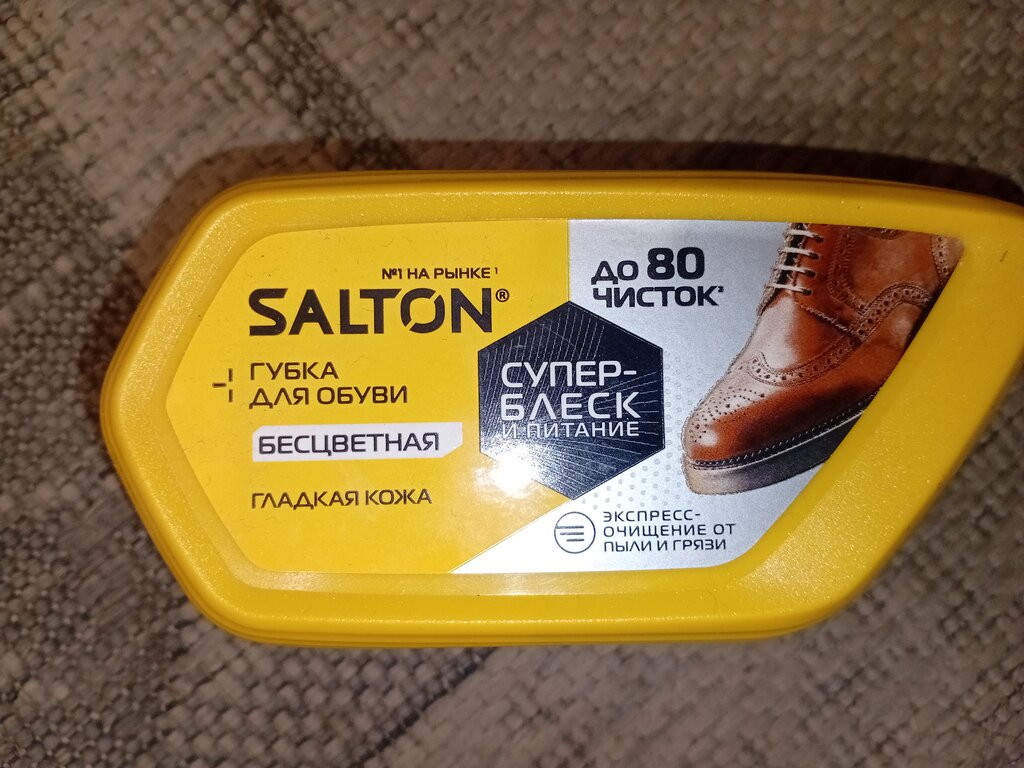 №1 НА РЫНКЕ¹
SALTON®
ГУБКА
ДЛЯ ОБУВИ
БЕСЦВЕТНАЯ
ГЛАДКАЯ КОЖА
ДО 80
ЧИСТОК²
СУПЕР-
БЛЕСК
И ПИТАНИЕ
ЭКСПРЕСС-
ОЧИЩЕНИЕ ОТ
ПЫЛИ И ГРЯЗИ